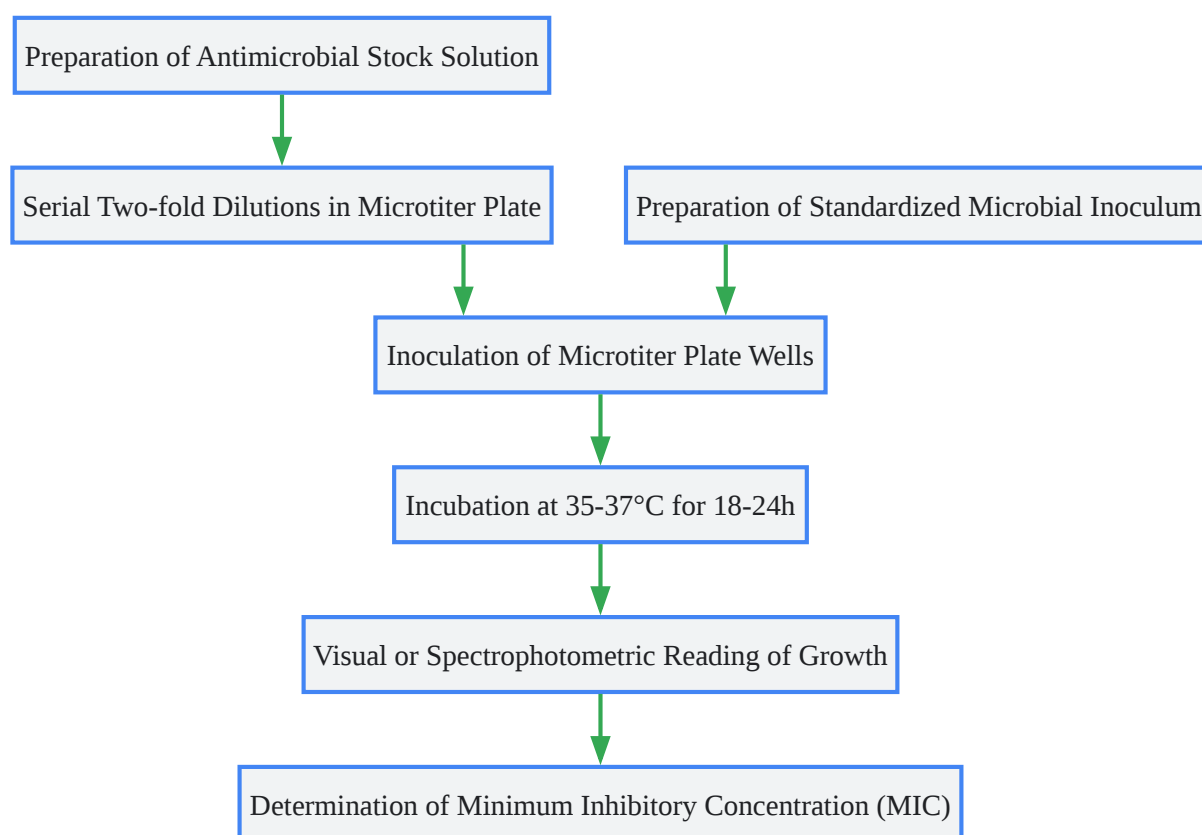 Preparation of Antimicrobial Stock Solution
Serial Two-fold Dilutions in Microtiter Plate
Preparation of Standardized Microbial Inoculum
Inoculation of Microtiter Plate Wells
Incubation at 35-37°C for 18-24h
Visual or Spectrophotometric Reading of Growth
Determination of Minimum Inhibitory Concentration (MIC)